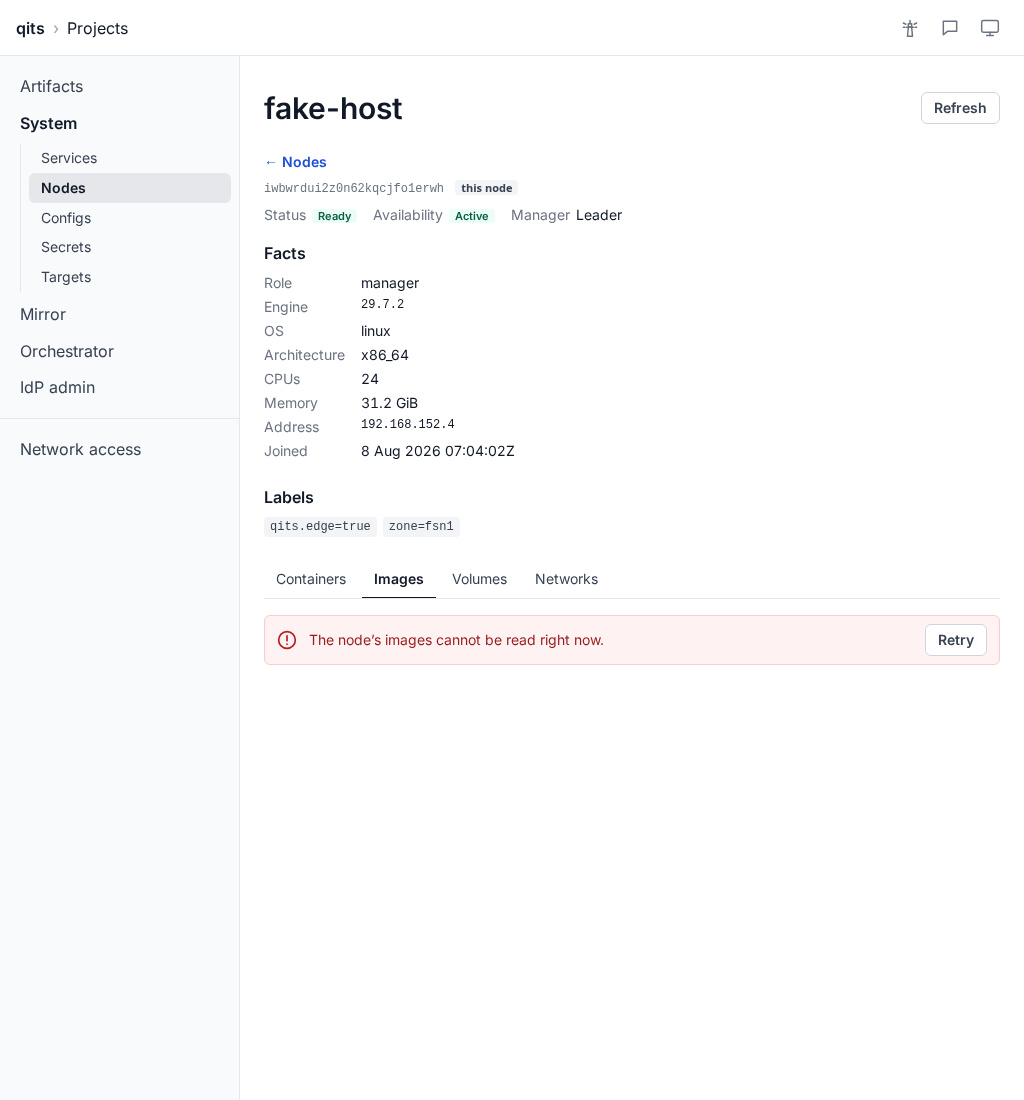 qits › Projects
Artifacts
System
Services
Nodes
Configs
Secrets
Targets
Mirror
Orchestrator
IdP admin
Network access
fake-host
Refresh
← Nodes
iwbwrdui2z0n62kqcjfo1erwh this node
Status Ready Availability Active Manager Leader
Facts
Role manager
Engine 29.7.2
OS linux
Architecture x86_64
CPUs 24
Memory 31.2 GiB
Address 192.168.152.4
Joined 8 Aug 2026 07:04:02Z
Labels
qits.edge=true zone=fsn1
Containers Images Volumes Networks
The node’s images cannot be read right now. Retry